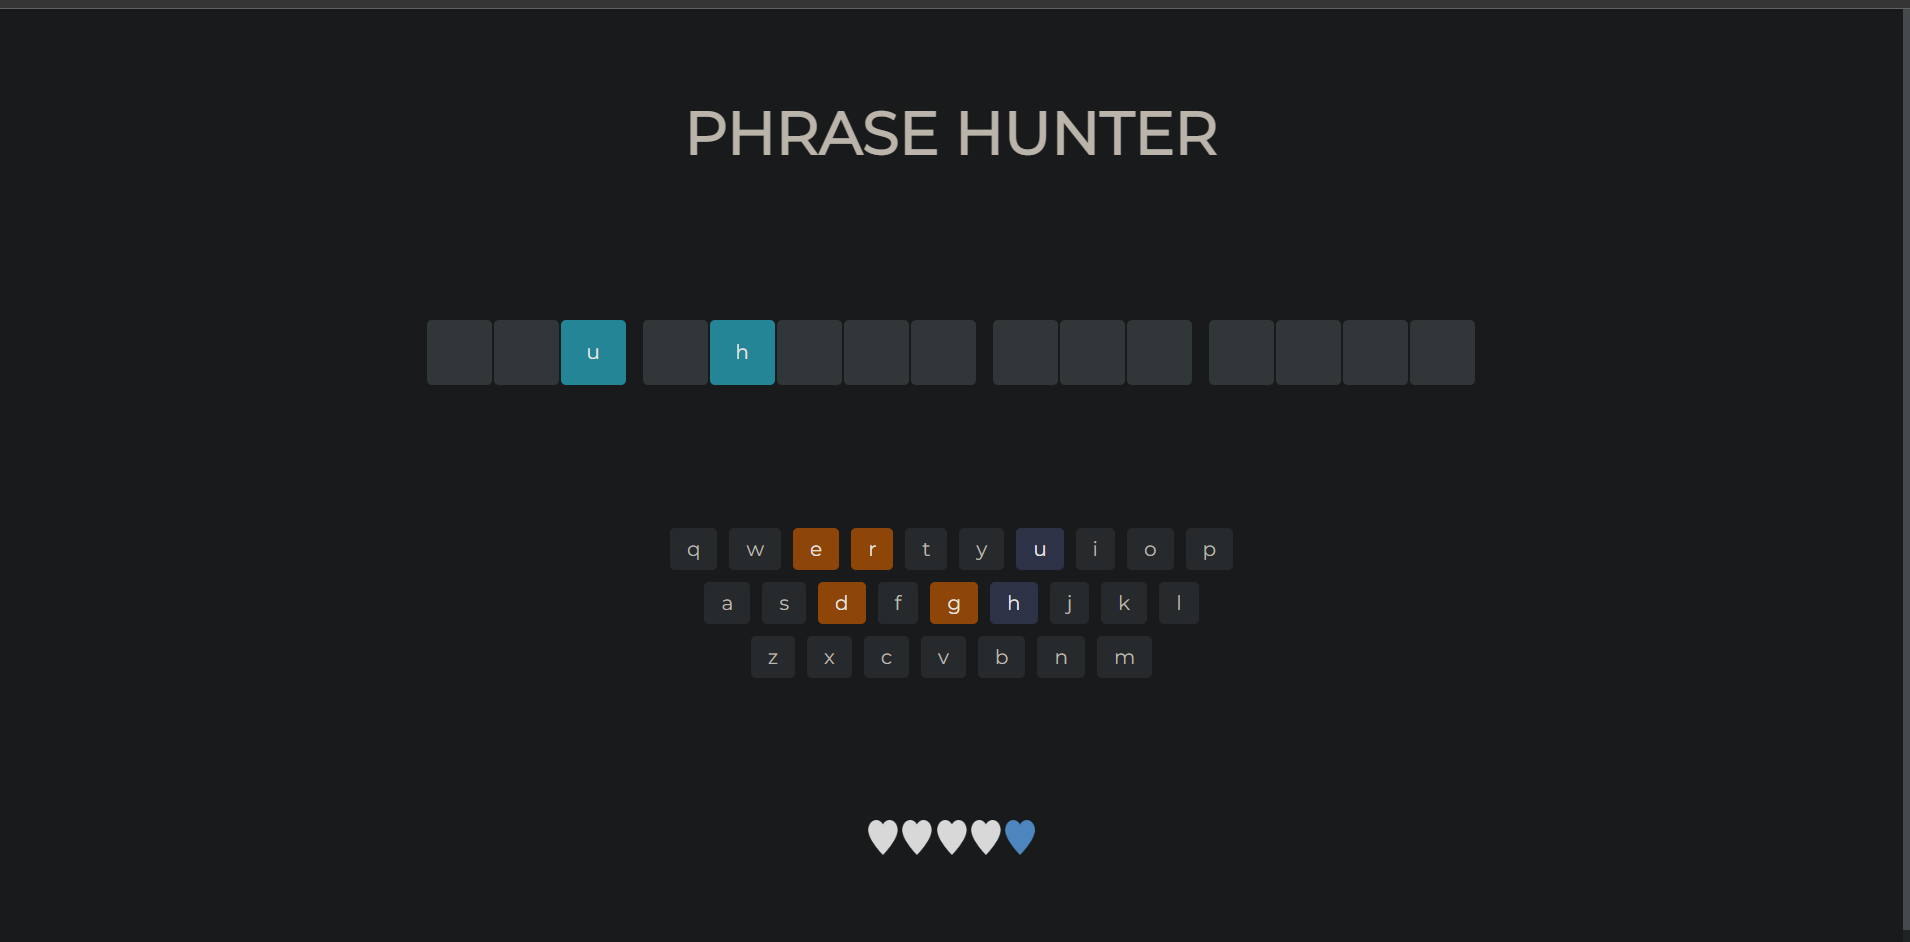 PHRASE HUNTER
u h
q w e r t y u i o p
a s d f g h j k l
z x c v b n m